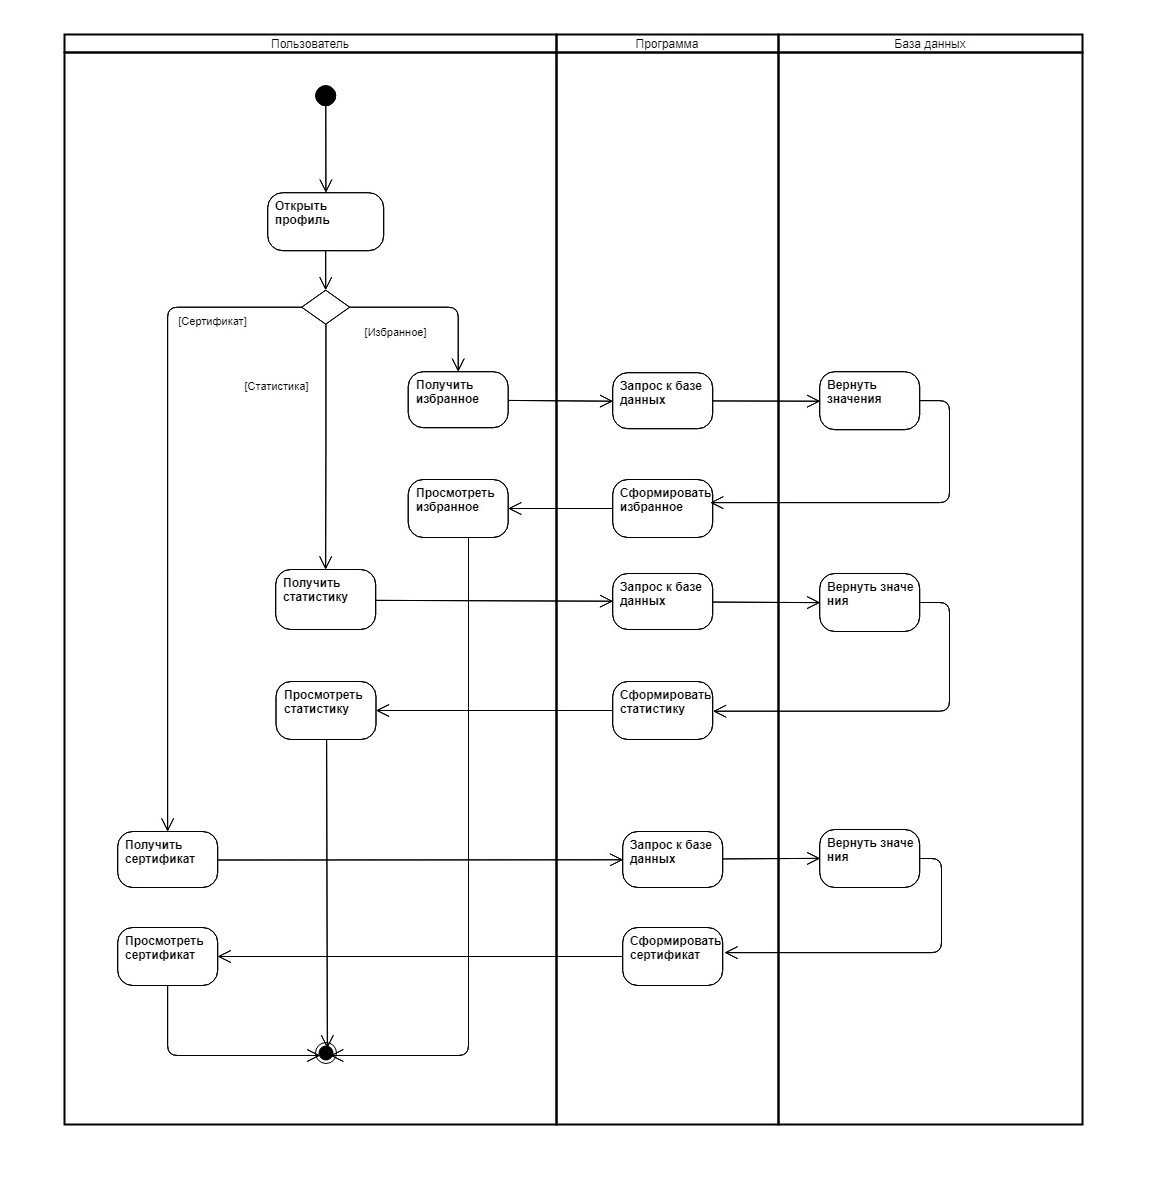 Пользователь
Программа
База данных
Открыть
профиль
[Сертификат]
[Избранное]
[Статистика]
Получить
избранное
Запрос к базе
данных
Вернуть
значения
Просмотреть
избранное
Сформировать
избранное
Получить
статистику
Запрос к базе
данных
Вернуть значе
ния
Просмотреть
статистику
Сформировать
статистику
Получить
сертификат
Запрос к базе
данных
Вернуть значе
ния
Просмотреть
сертификат
Сформировать
сертификат